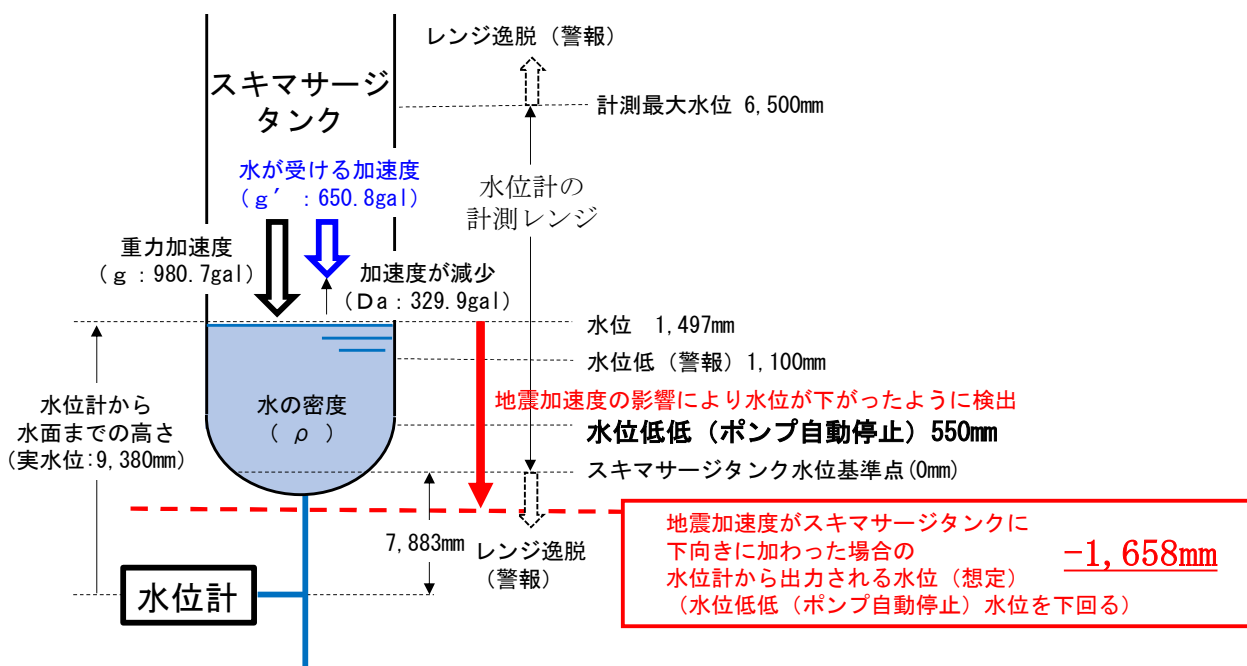 レンジ逸脱（警報）
スキマサージ
タンク
計測最大水位 6,500mm
水が受ける加速度
（ｇ′ : 650.8gal）
水位計の
計測レンジ
重力加速度
（ｇ : 980.7gal）
加速度が減少
（Ｄa : 329.9gal）
水位 1,497mm
水位低（警報）1,100mm
地震加速度の影響により水位が下がったように検出
水位計から
水面までの高さ
（実水位:9,380mm）
水の密度
（ ρ ）
水位低低（ポンプ自動停止）550mm
スキマサージタンク水位基準点(0mm)
7,883mm
レンジ逸脱
（警報）
地震加速度がスキマサージタンクに
下向きに加わった場合の
水位計から出力される水位（想定）
（水位低低（ポンプ自動停止）水位を下回る）
-1,658mm
水位計